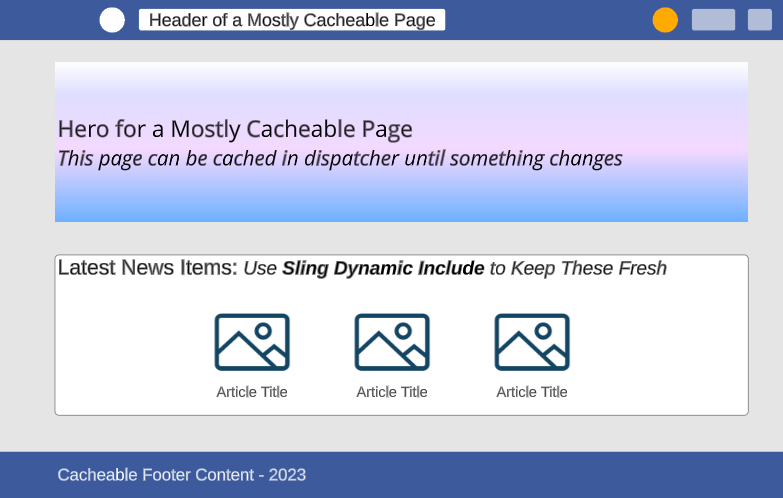 Header of a Mostly Cacheable Page
Hero for a Mostly Cacheable Page
This page can be cached in dispatcher until something changes
Latest News Items: Use Sling Dynamic Include to Keep These Fresh
Article Title Article Title Article Title
Cacheable Footer Content - 2023